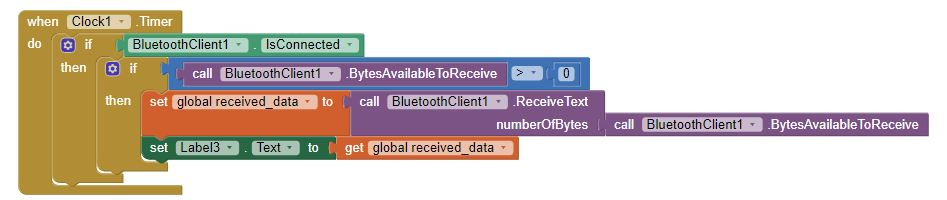 when Clock1 .Timer
do if BluetoothClient1 . IsConnected
then if call BluetoothClient1 .BytesAvailableToReceive > 0
then set global received_data to call BluetoothClient1 .ReceiveText
numberOfBytes call BluetoothClient1 .BytesAvailableToReceive
set Label3 . Text to get global received_data